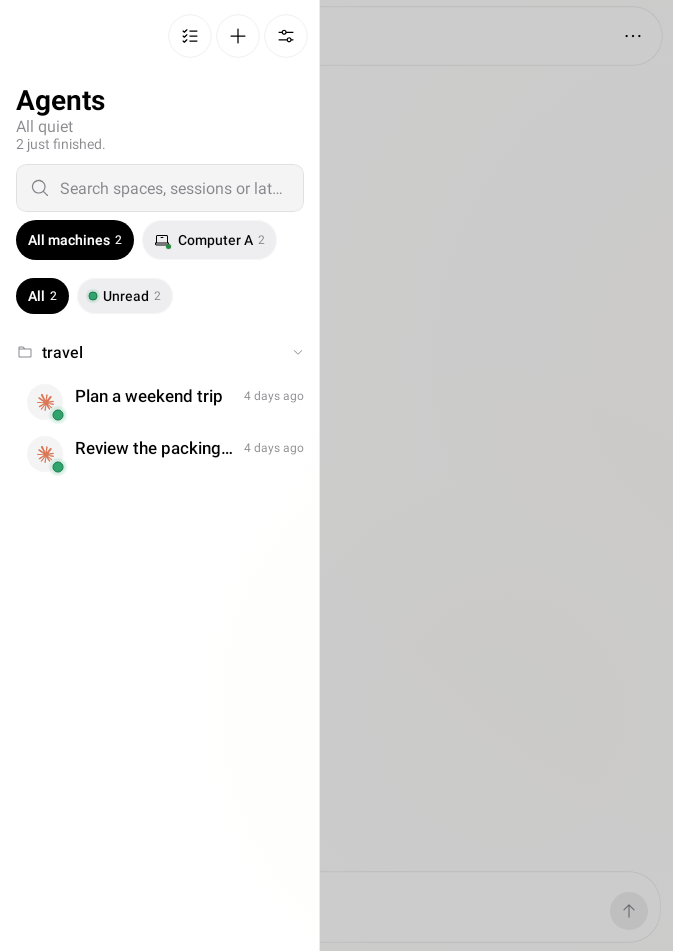 Agents
All quiet
2 just finished.
Search spaces, sessions or lat…
All machines 2
Computer A 2
All 2
Unread 2
travel
Plan a weekend trip
4 days ago
Review the packing…
4 days ago